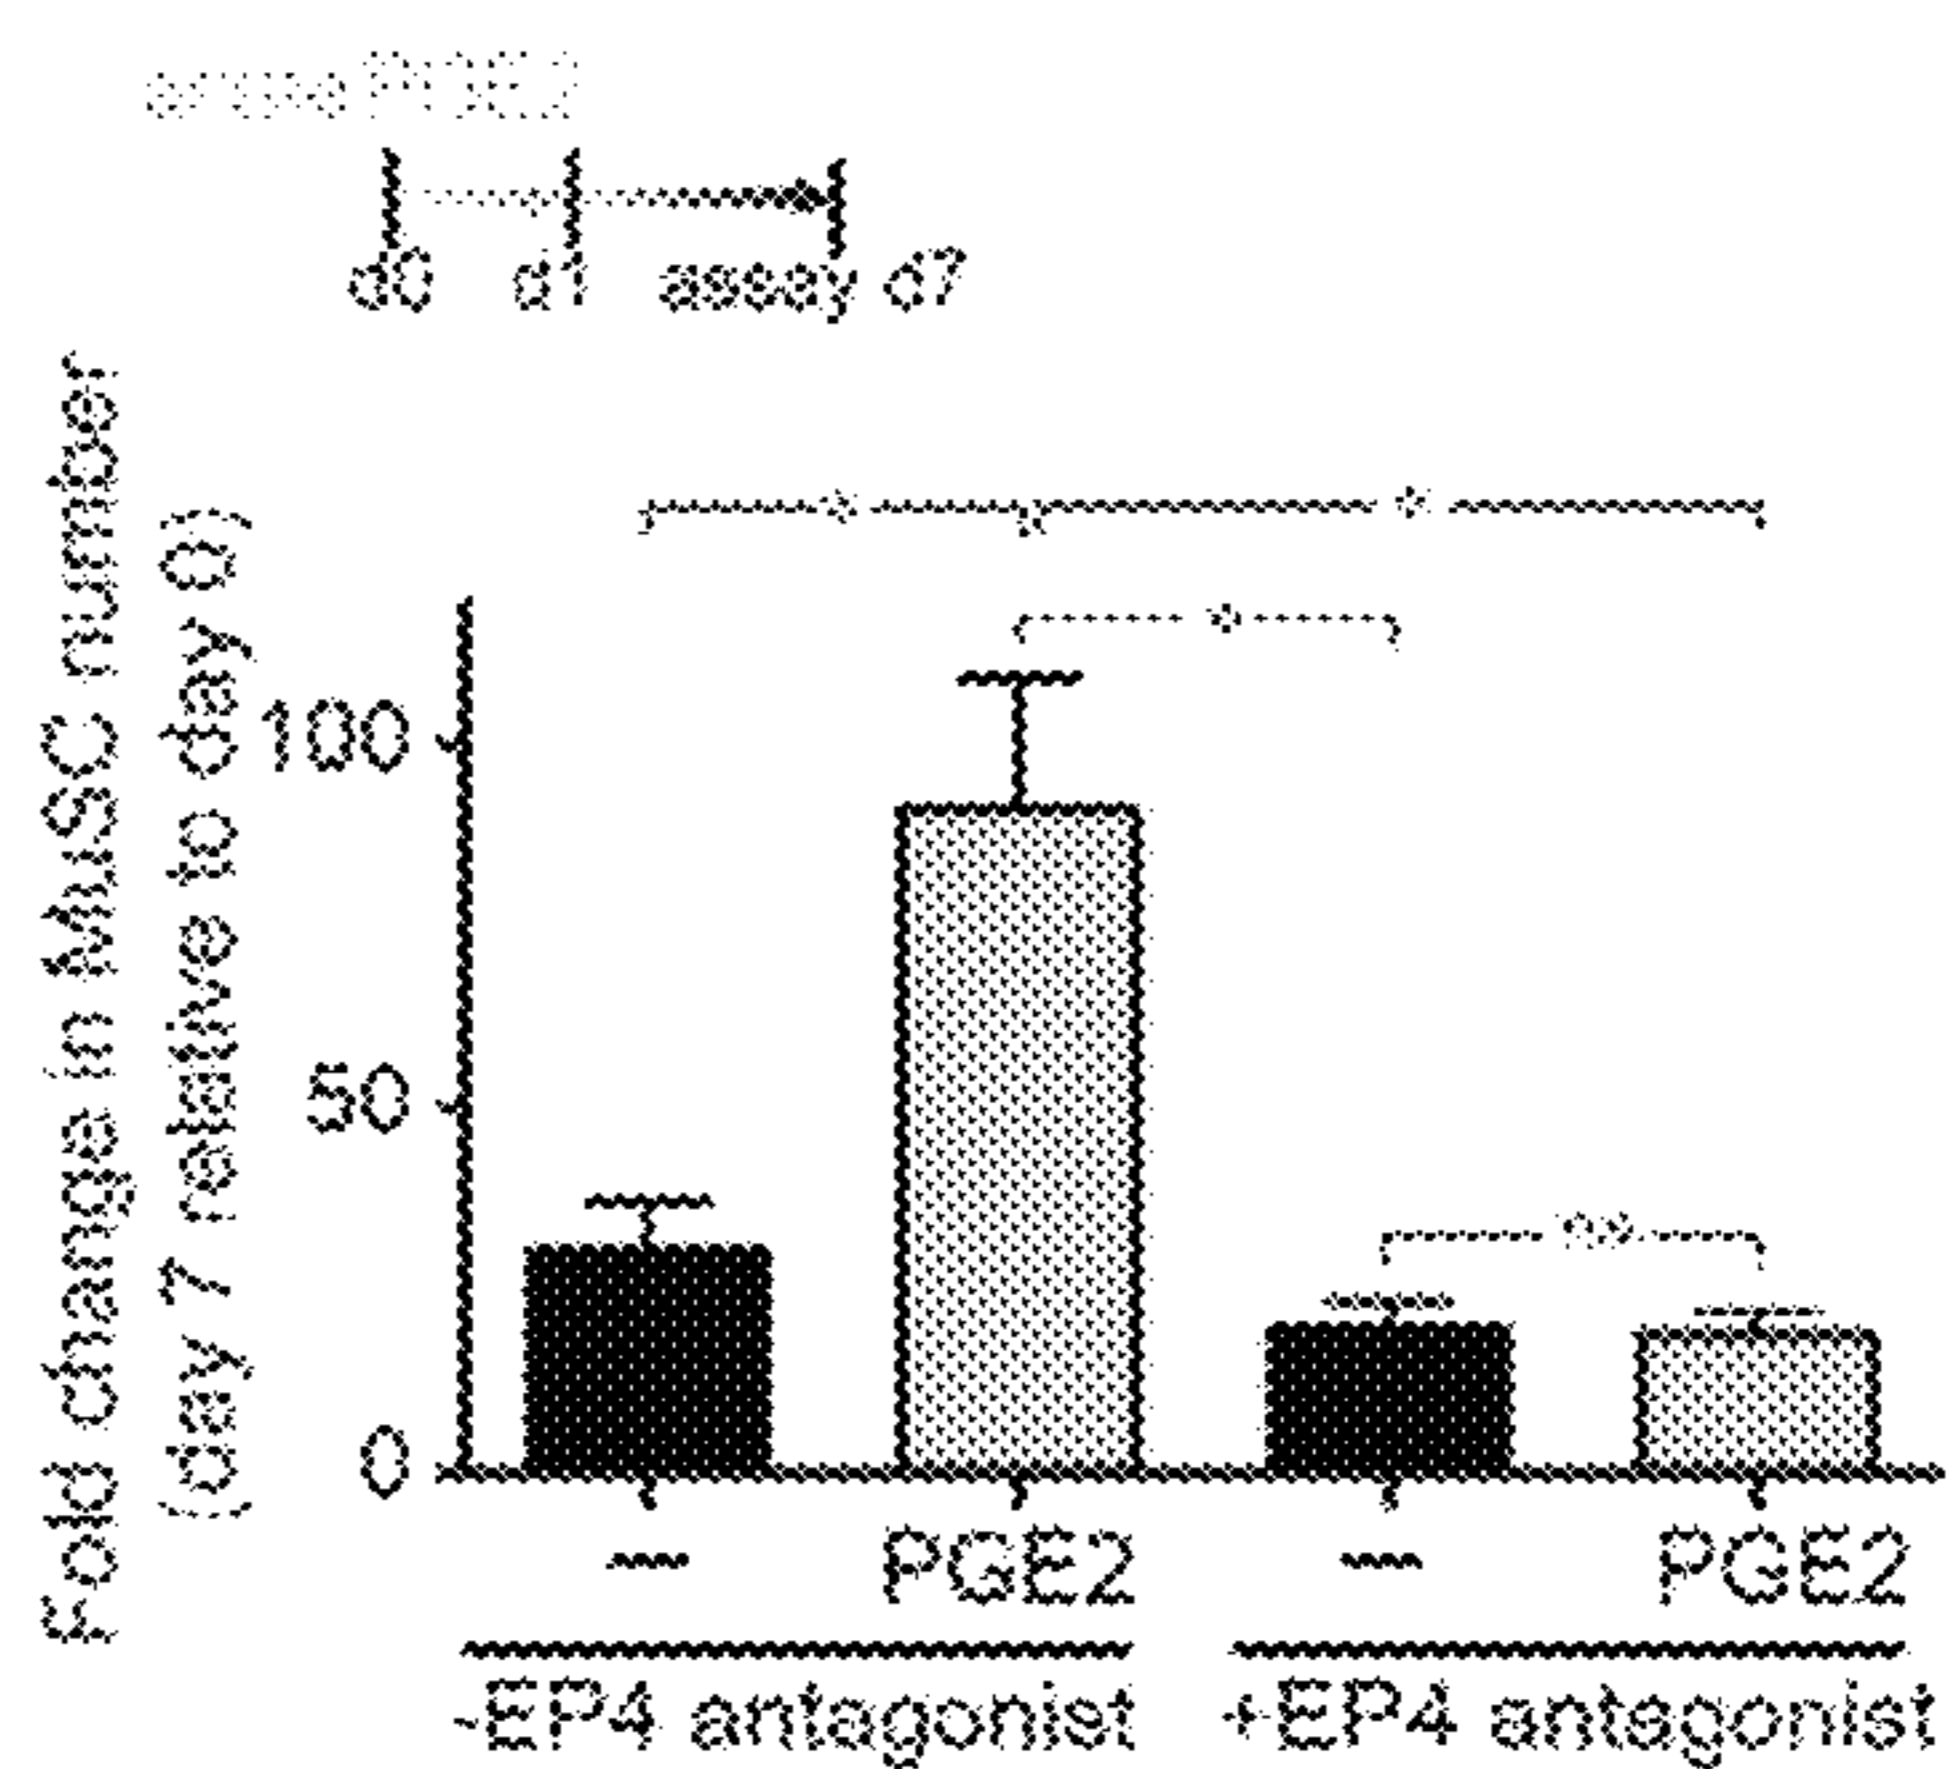 PGE2
d0 d1 assay d7
Fold change in MuSC number
(day 7 relative to day 0)
*
*
*
100
50
0
ns
— PGE2 — PGE2
-EP4 antagonist +EP4 antagonist